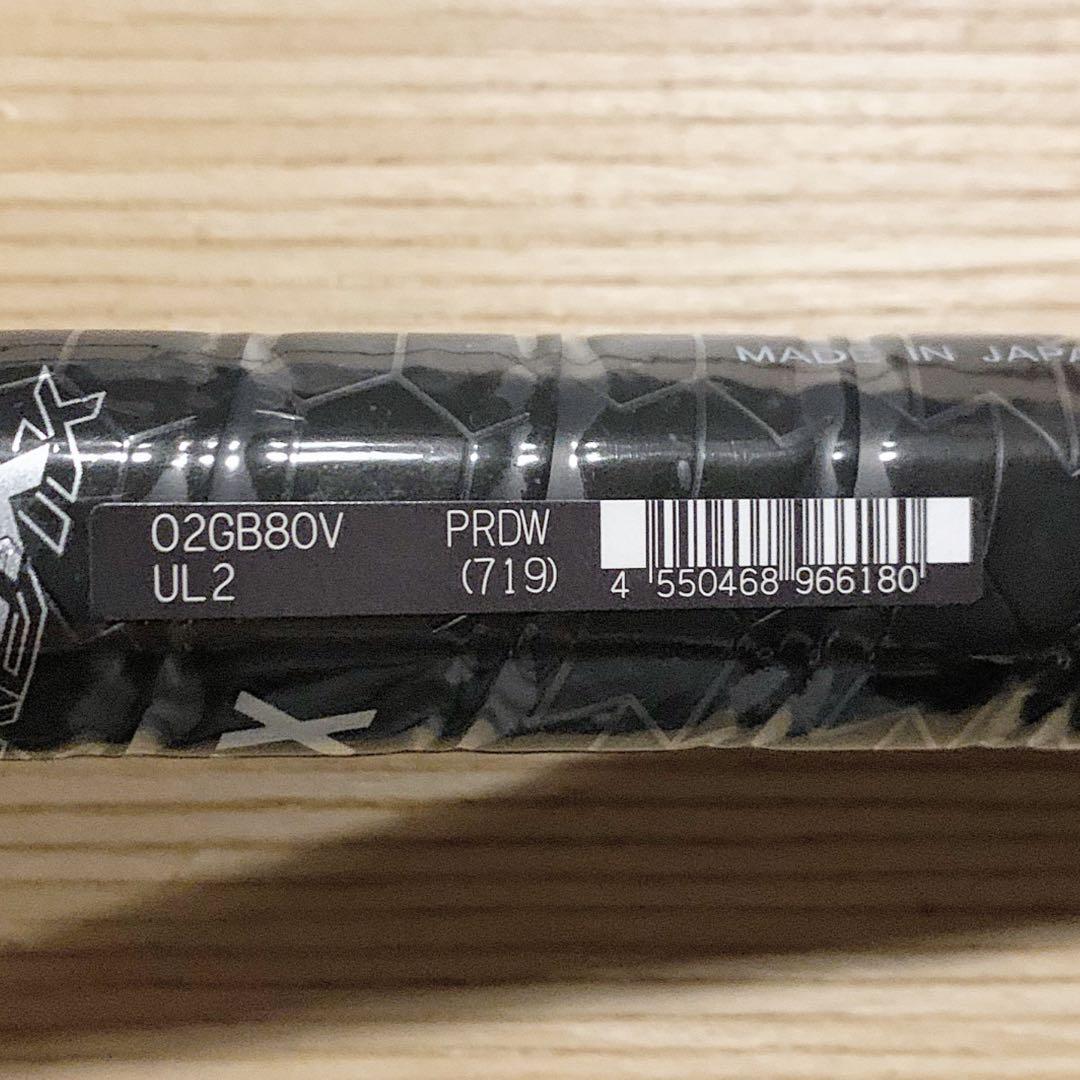 MADE IN JAPA
02GB80V PRDW
UL2 (719)
4 550468 966180
X